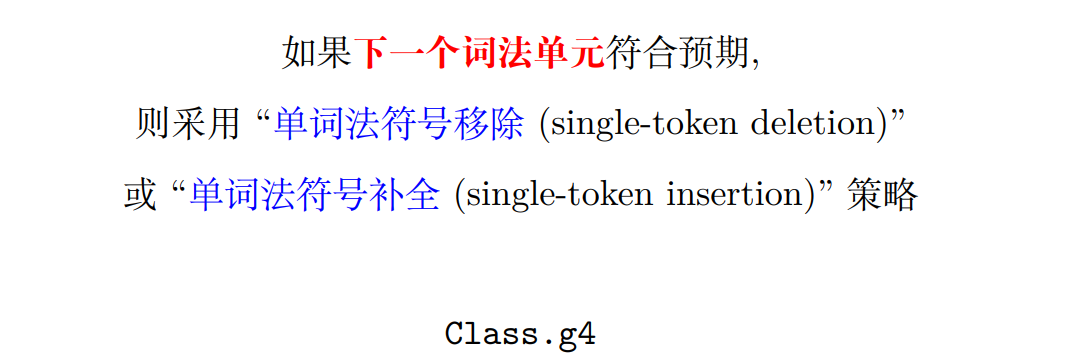 如果下一个词法单元符合预期,
则采用 “单词法符号移除 (single-token deletion)”
或 “单词法符号补全 (single-token insertion)” 策略
Class.g4